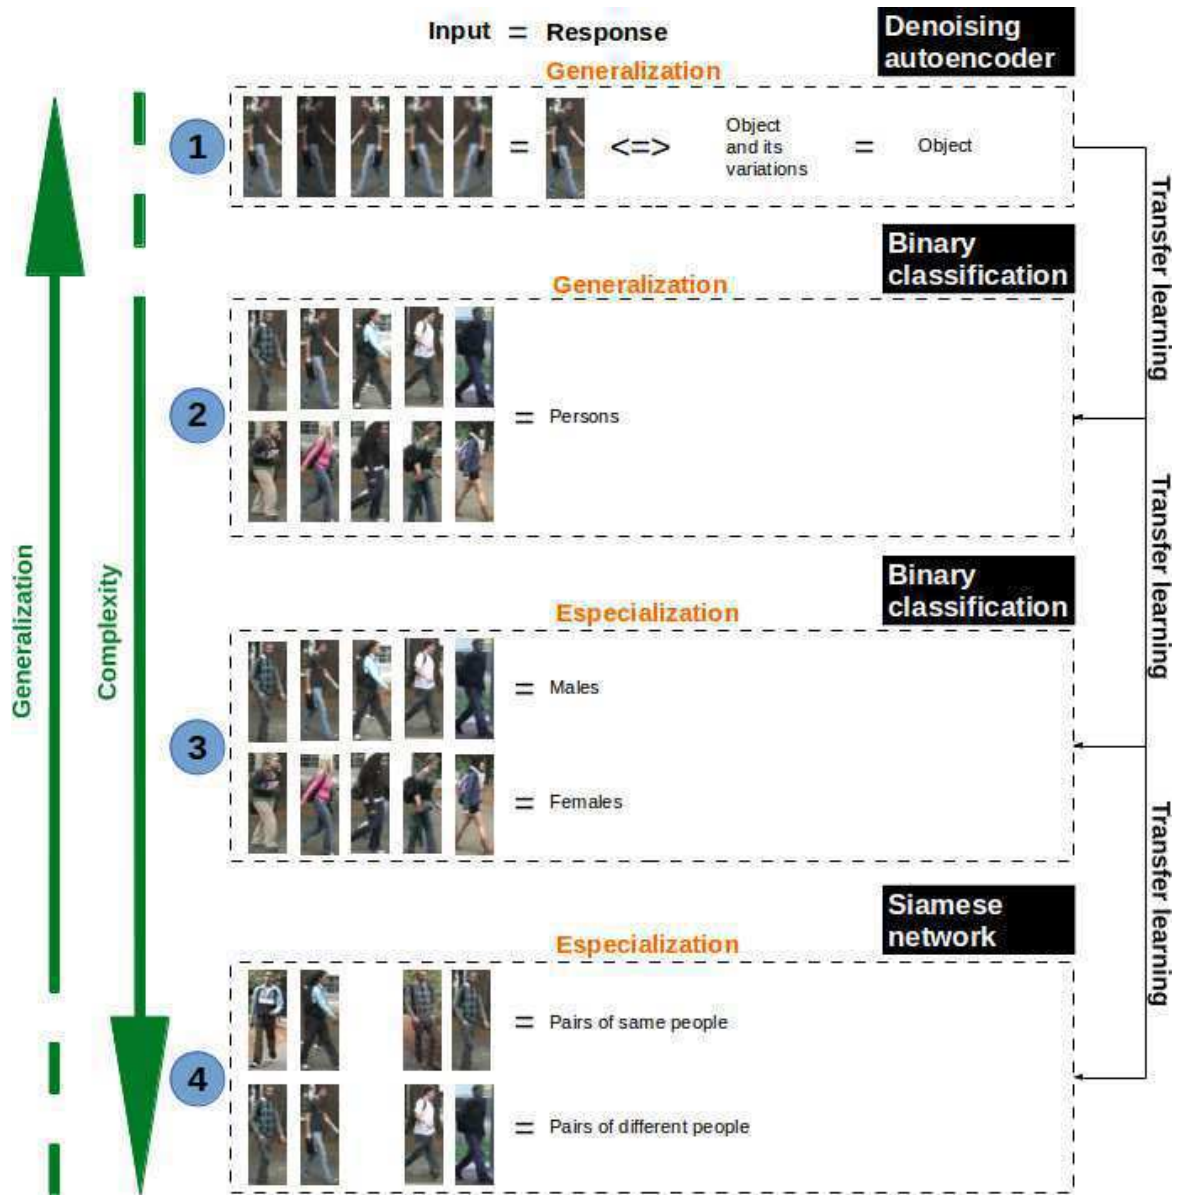 Input = Response
Denoising
autoencoder
Generalization
1
=
<=>
Object
and its
variations
=
Object
Transfer learning
Binary
classification
Generalization
2
= Persons
Transfer learning
Binary
classification
Especialization
3
= Males
= Females
Generalization
Complexity
Transfer learning
Siamese
network
Especialization
4
= Pairs of same people
= Pairs of different people